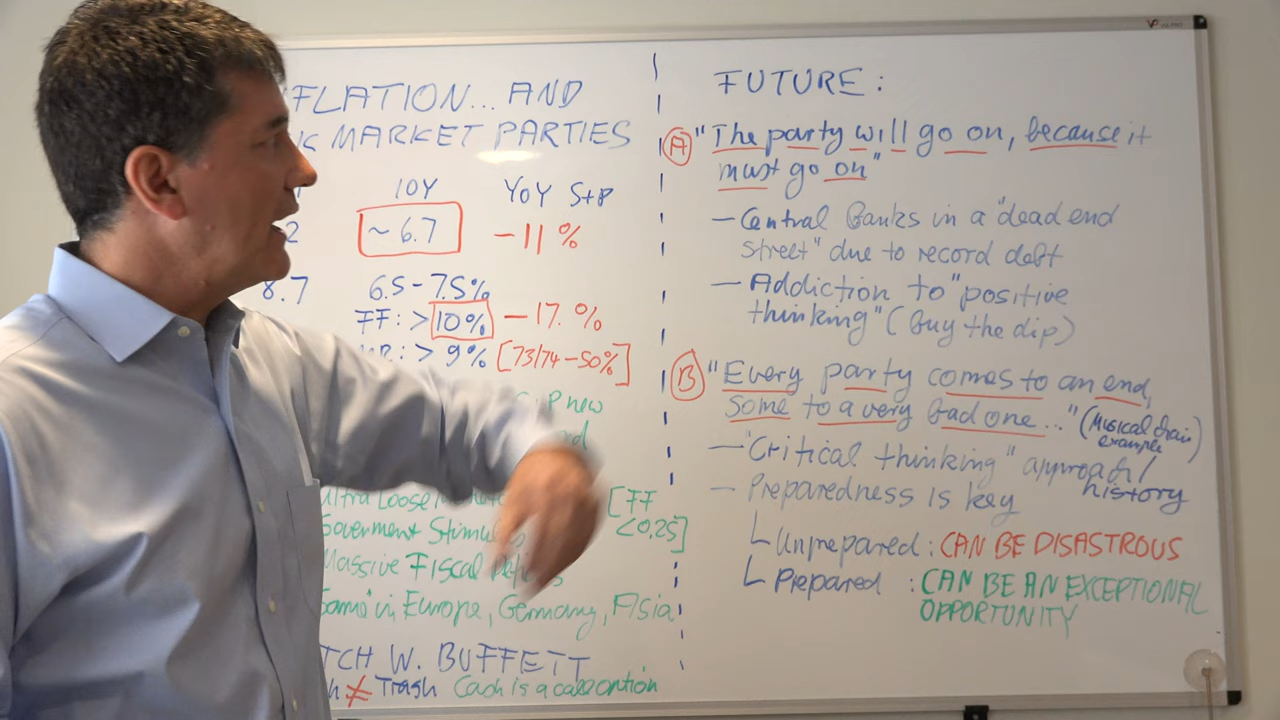 FLATION... AND
MARKET PARTIES
10Y YoY S+P
2 ~ 6.7 -11 %
8.7 6.5 - 7.5%
FF: > 10% -17. %
: > 9% [73/74 -50%]
new
Ultra Loose [FF
Goverment <0.25]
Massive Fiscal
Same in Europe, Germany, Asia
TCH W. BUFFETT
≠ Trash Cash is a call option
FUTURE :
A "The party will go on, because it
must go on"
- Central Banks in a "dead end
street" due to record debt
- Addiction to "positive
thinking" (Buy the dip)
B "Every party comes to an end,
some to a very bad one..." (Musical chair
example)
- "Critical thinking" approach /
history
- Preparedness is key
Unprepared: CAN BE DISASTROUS
Prepared : CAN BE AN EXCEPTIONAL
OPPORTUNITY